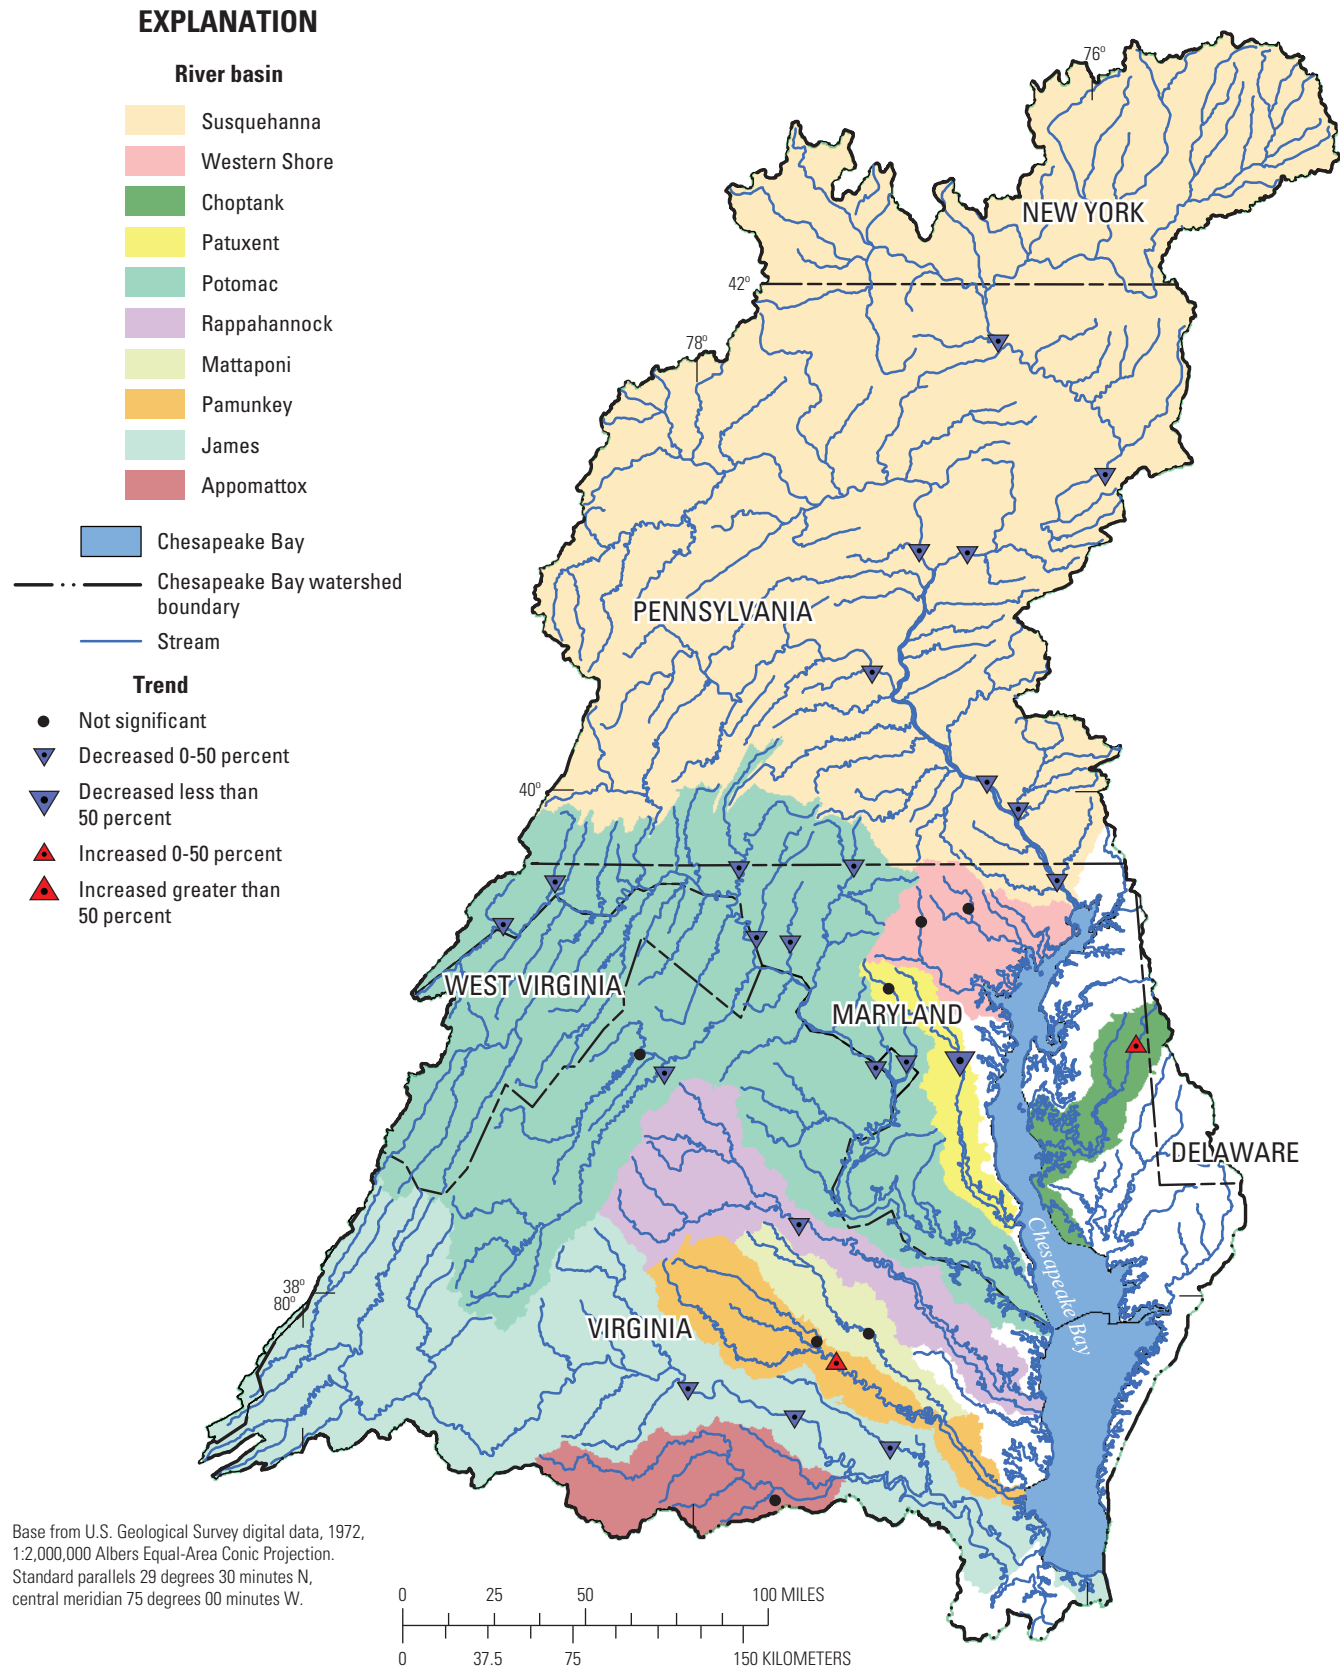 EXPLANATION
River basin
Susquehanna
Western Shore
Choptank
Patuxent
Potomac
Rappahannock
Mattaponi
Pamunkey
James
Appomattox
Chesapeake Bay
Chesapeake Bay watershed
boundary
Stream
Trend
Not significant
Decreased 0-50 percent
Decreased less than
50 percent
Increased 0-50 percent
Increased greater than
50 percent
76°
NEW YORK
42°
78°
PENNSYLVANIA
40°
WEST VIRGINIA
MARYLAND
DELAWARE
Chesapeake Bay
38°
80°
VIRGINIA
Base from U.S. Geological Survey digital data, 1972,
1:2,000,000 Albers Equal-Area Conic Projection.
Standard parallels 29 degrees 30 minutes N,
central meridian 75 degrees 00 minutes W.
0 25 50 100 MILES
0 37.5 75 150 KILOMETERS